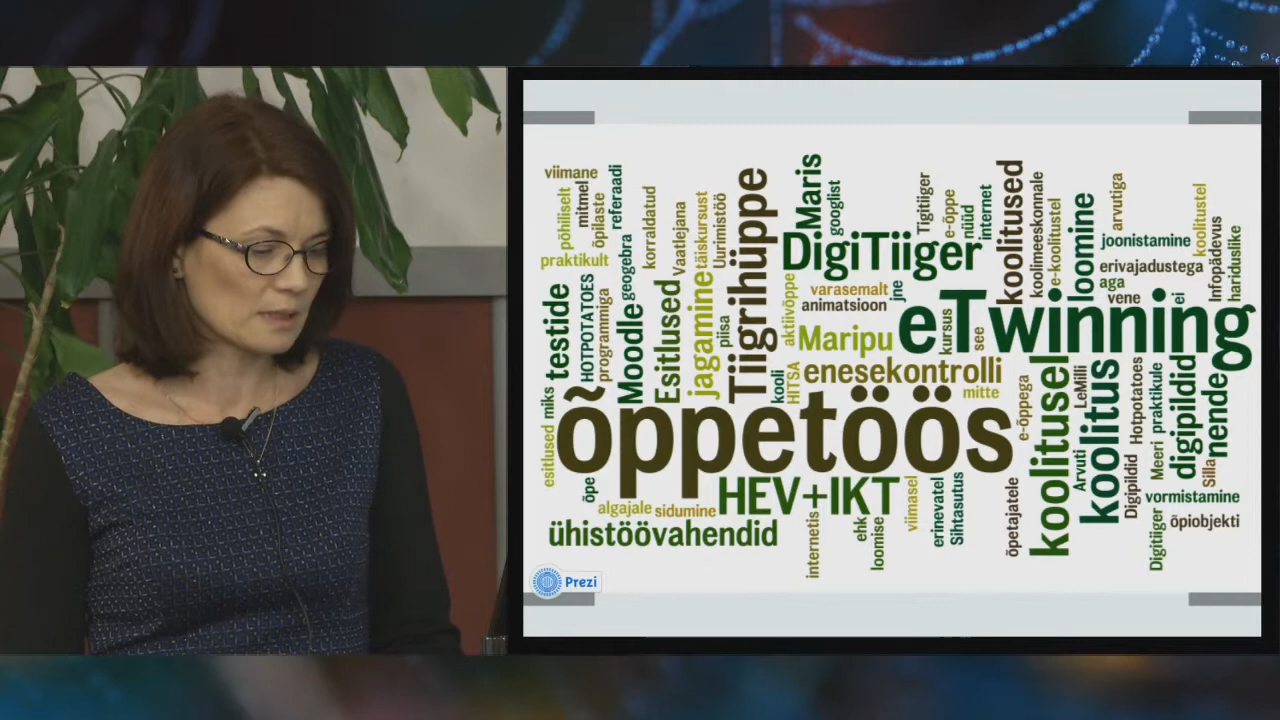 viimane
põhiliselt
mitmel
õpilaste
referaadi
praktikult
korraldatud
Vaatlejana
täiskursust
Uurimistöö
Tiigrihüppe
Maris
googlist
DigiTiiger
Tigitiiger
e-õppe
nüüd
internet
koolitused
koolimeeskonnale
e-koolitustel
loomine
arvutiga
joonistamine
koolitustel
Infopädevus
hariduslike
erivajadustega
aga
vene
ei
testide
HOTPOTATOES
programmiga
geogebra
Moodle
Esitlused
jagamine
piisa
aktiivõppe
varasemalt
animatsioon
jne
Maripu
eTwinning
kursus
see
kooli
HITSA
enesekontrolli
mitte
esitlused
miks
õppetöös
e-õppega
koolitusel
LeMilli
Arvuti
koolitus
Hotpotatoes
Digipildid
praktikule
Meeri
digipildid
nende
Silla
õpe
algajale
sidumine
HEV+IKT
viimasel
erinevatel
Sihtasutus
õpetajatele
vormistamine
ühistöövahendid
internetis
ehk
loomise
Digitiiger
õpiobjekti
Prezi